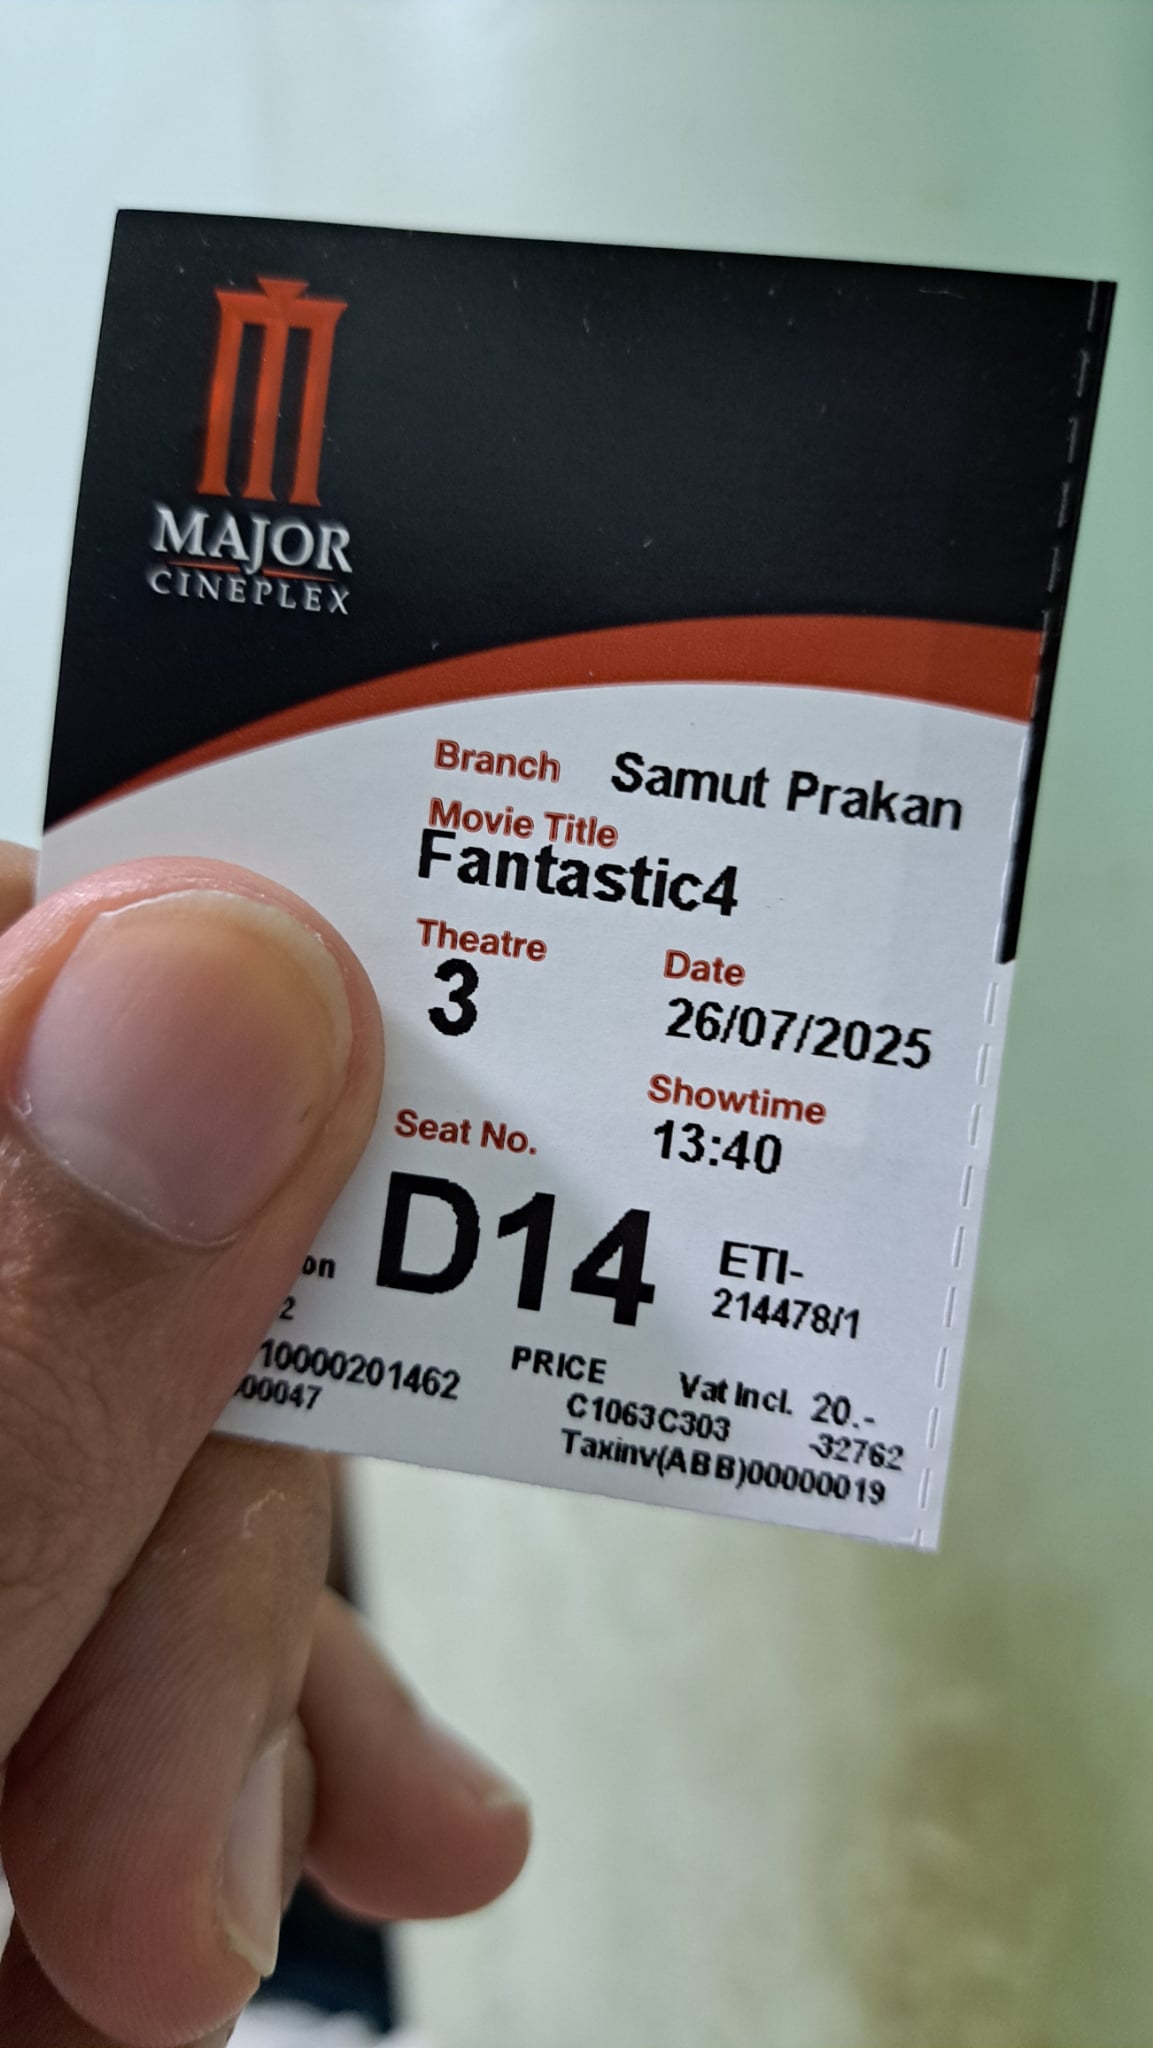 MAJOR
CINEPLEX
Branch Samut Prakan
Movie Title
Fantastic4
Theatre Date
3 26/07/2025
Seat No. Showtime
D14 13:40
ETI-
214478/1
PRICE Vat Incl. 20.-
10000201462 C1063C303 -32762
00047 Taxinv(ABB)00000019